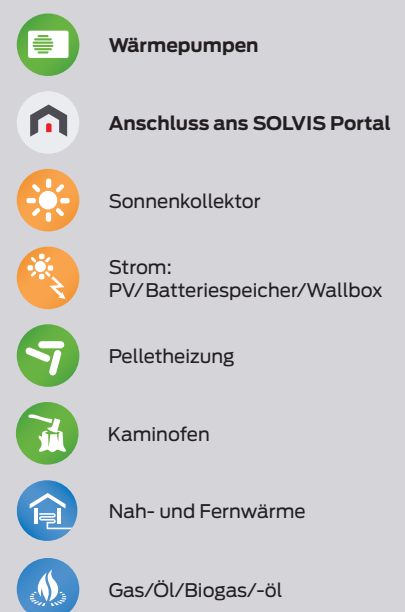 Wärmepumpen
Anschluss ans SOLVIS Portal
Sonnenkollektor
Strom:
PV/Batteriespeicher/Wallbox
Pelletheizung
Kaminofen
Nah- und Fernwärme
Gas/Öl/Biogas/-öl